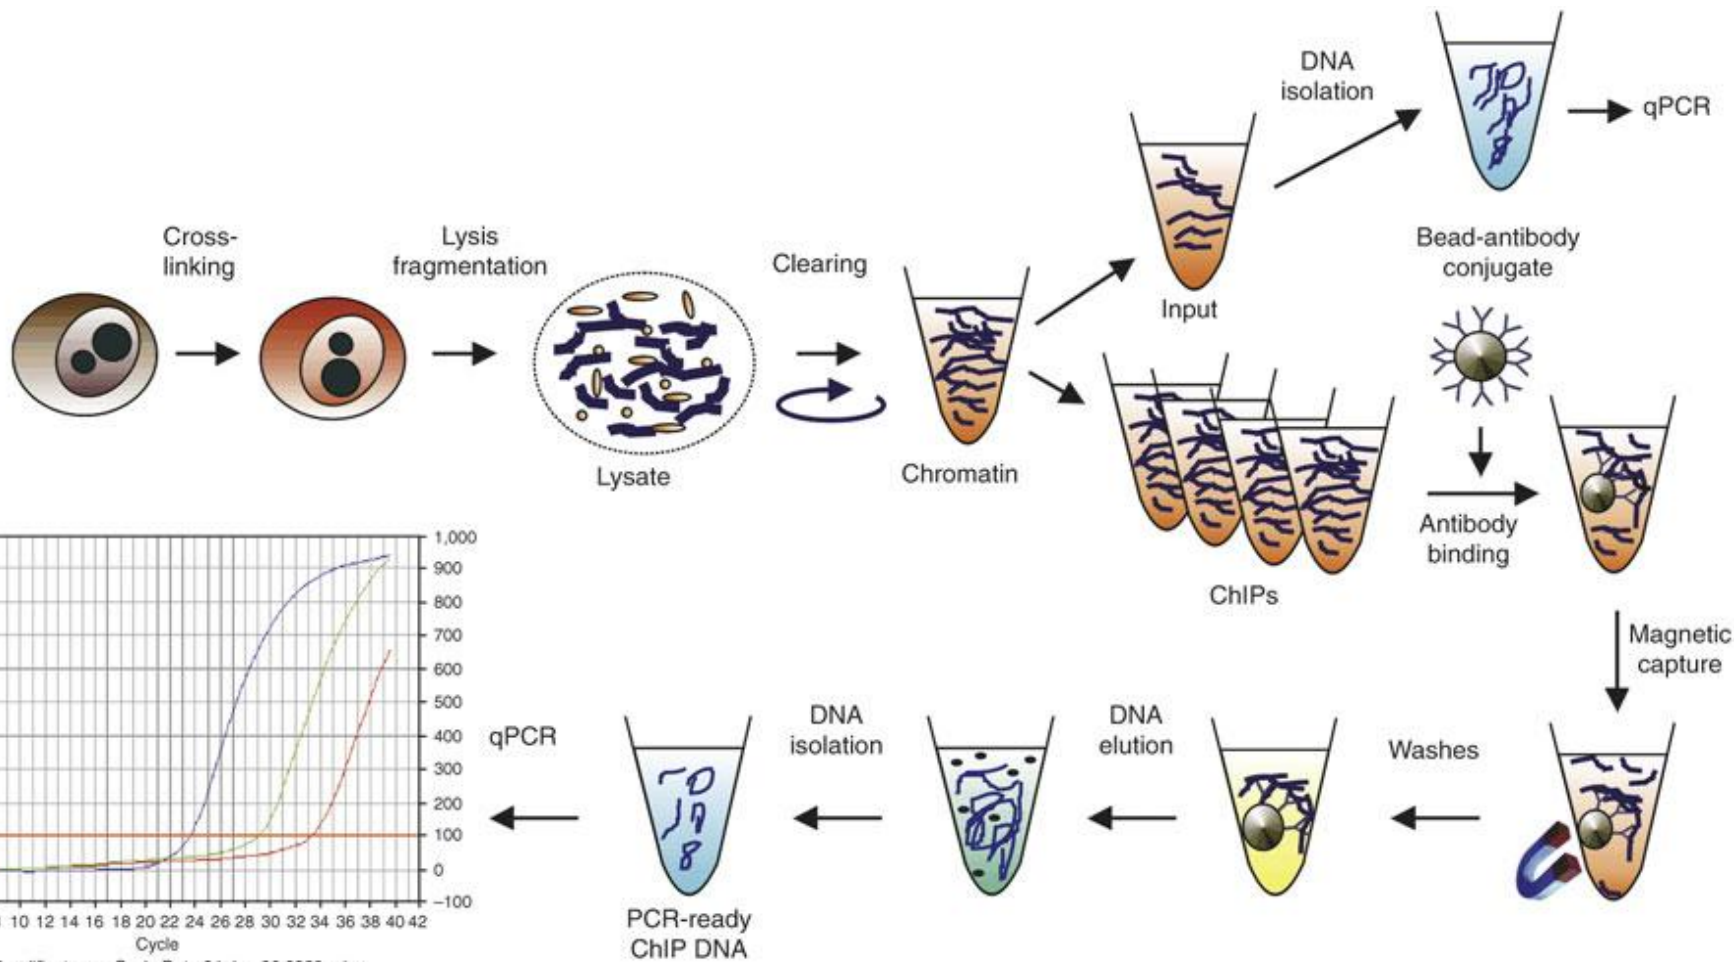 DNA
isolation
qPCR
Cross-
linking
Lysis
fragmentation
Clearing
Input
Bead-antibody
conjugate
Lysate
Chromatin
Antibody
binding
ChIPs
Magnetic
capture
Washes
DNA
elution
DNA
isolation
qPCR
PCR-ready
ChIP DNA
1,000
900
800
700
600
500
400
300
200
100
0
–100
10 12 14 16 18 20 22 24 26 28 30 32 34 36 38 40 42
Cycle